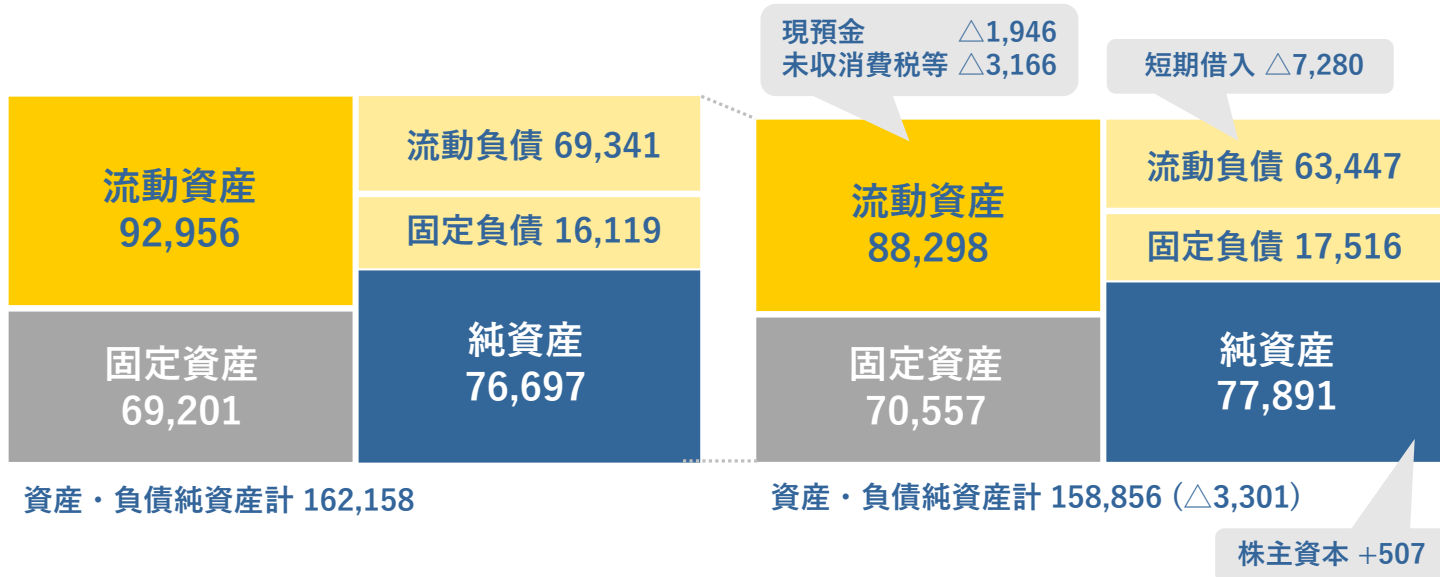 流動資産
92,956
固定資産
69,201
流動負債 69,341
固定負債 16,119
純資産
76,697
資産・負債純資産計 162,158
現預金 △1,946
未収消費税等 △3,166
短期借入 △7,280
流動資産
88,298
固定資産
70,557
流動負債 63,447
固定負債 17,516
純資産
77,891
資産・負債純資産計 158,856 (△3,301)
株主資本 +507